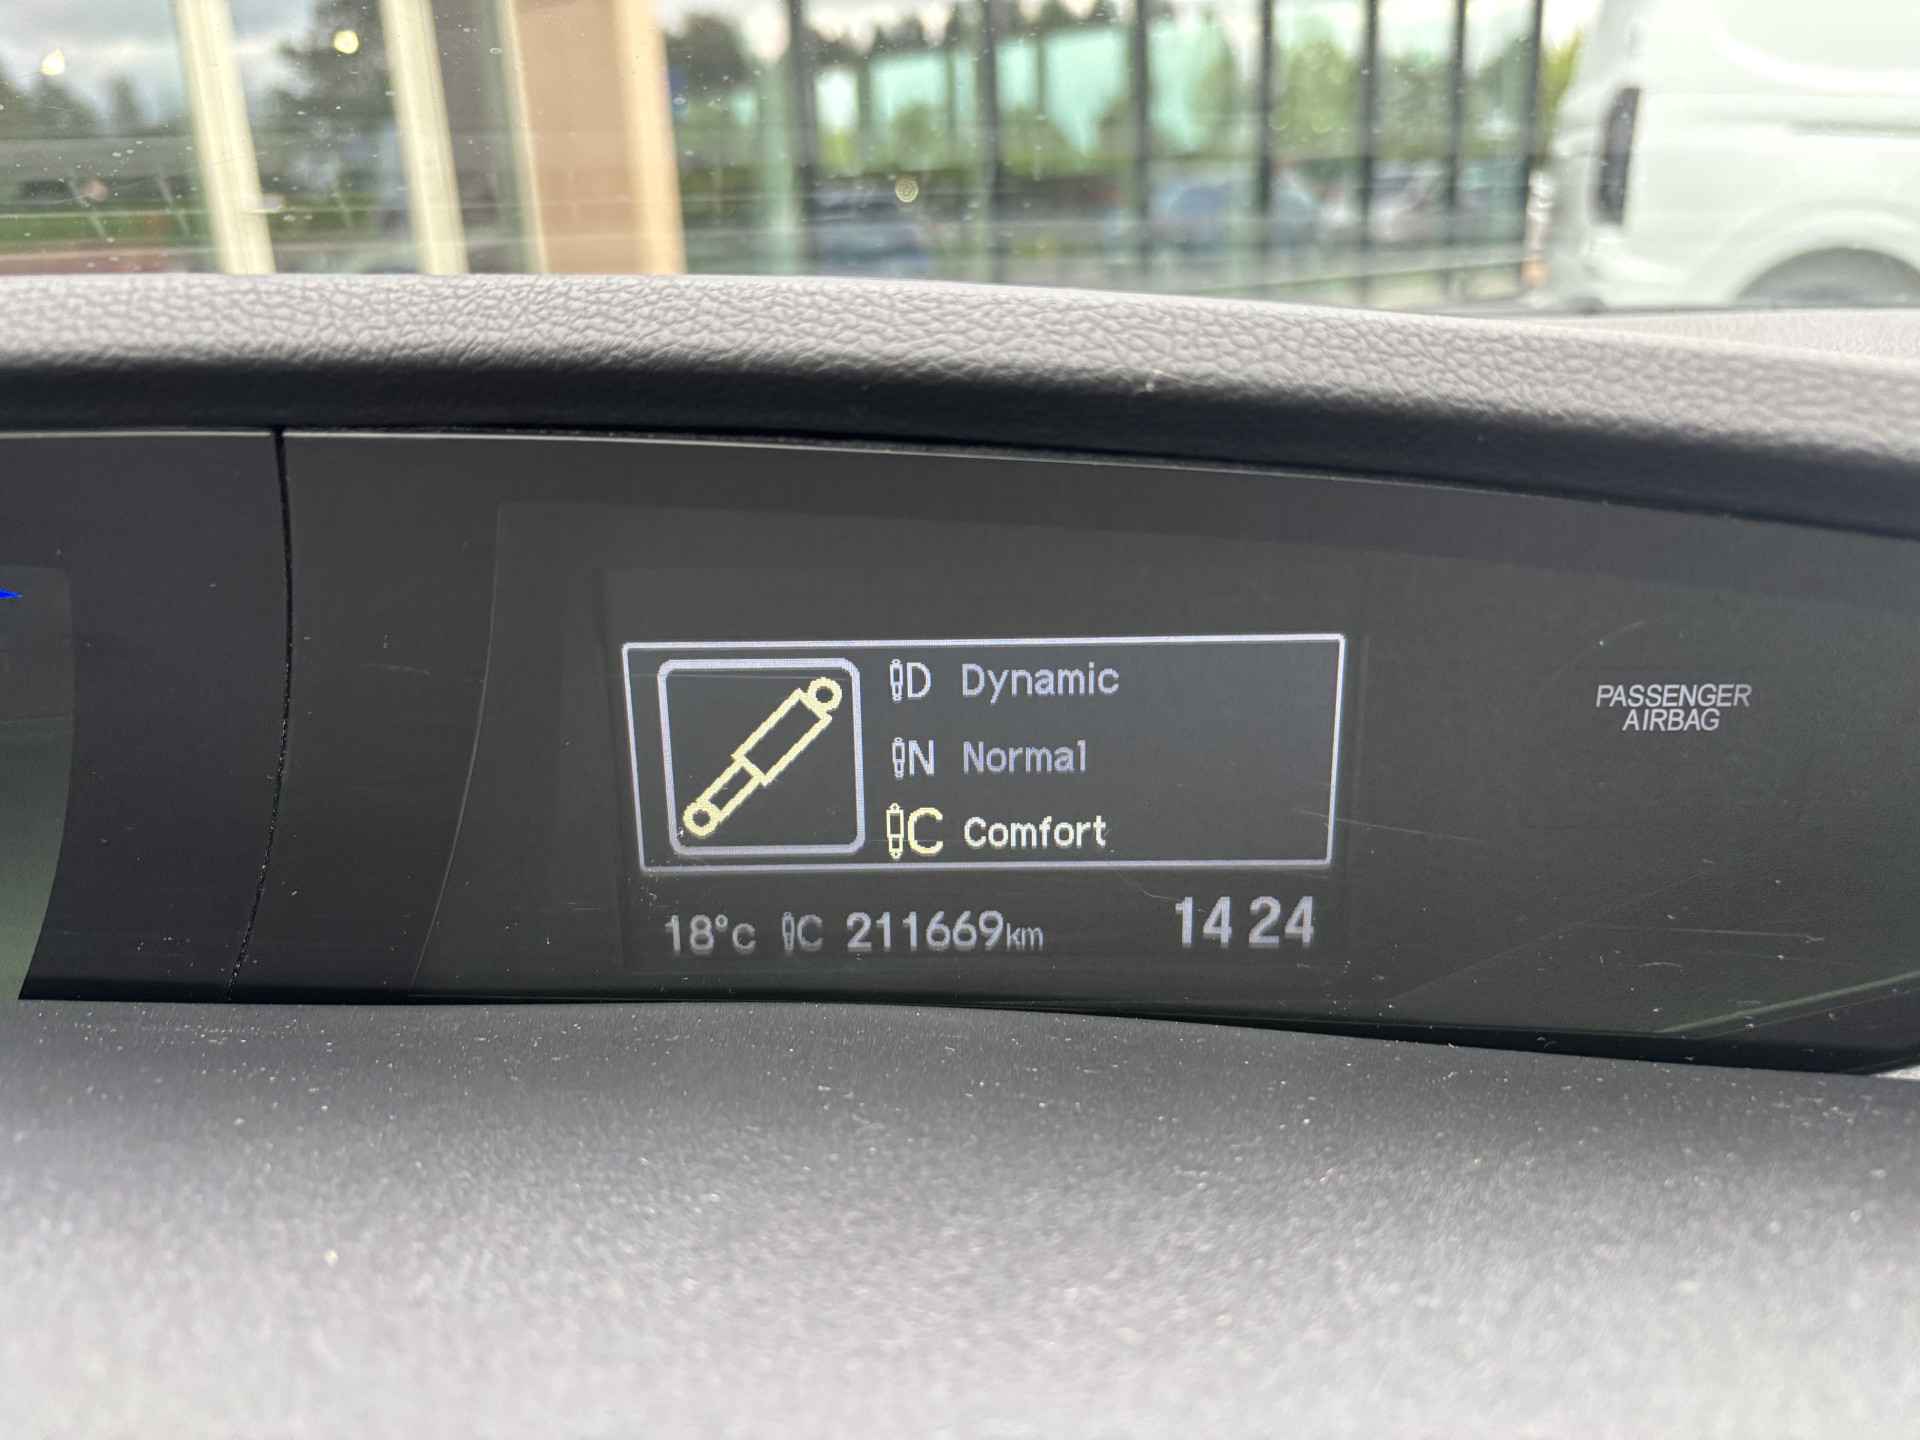 D Dynamic
N Normal
C Comfort
18°C C 211669km 14 24
PASSENGER
AIRBAG